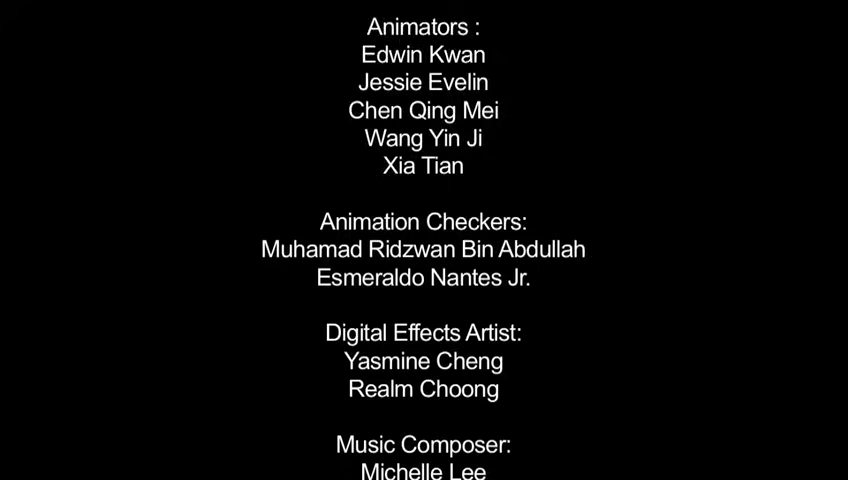 Animators :
Edwin Kwan
Jessie Evelin
Chen Qing Mei
Wang Yin Ji
Xia Tian
Animation Checkers:
Muhamad Ridzwan Bin Abdullah
Esmeraldo Nantes Jr.
Digital Effects Artist:
Yasmine Cheng
Realm Choong
Music Composer:
Michelle Lee